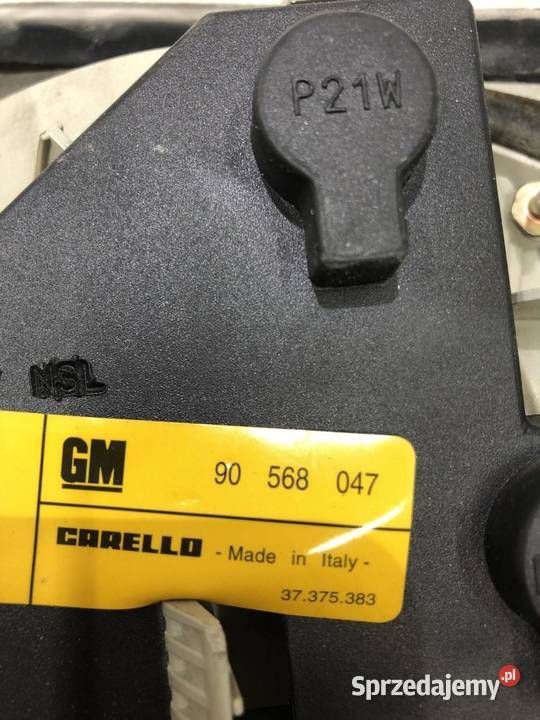 P21W
NSL
GM 90 568 047
CARELLO - Made in Italy -
37.375.383
Sprzedajemy.pl